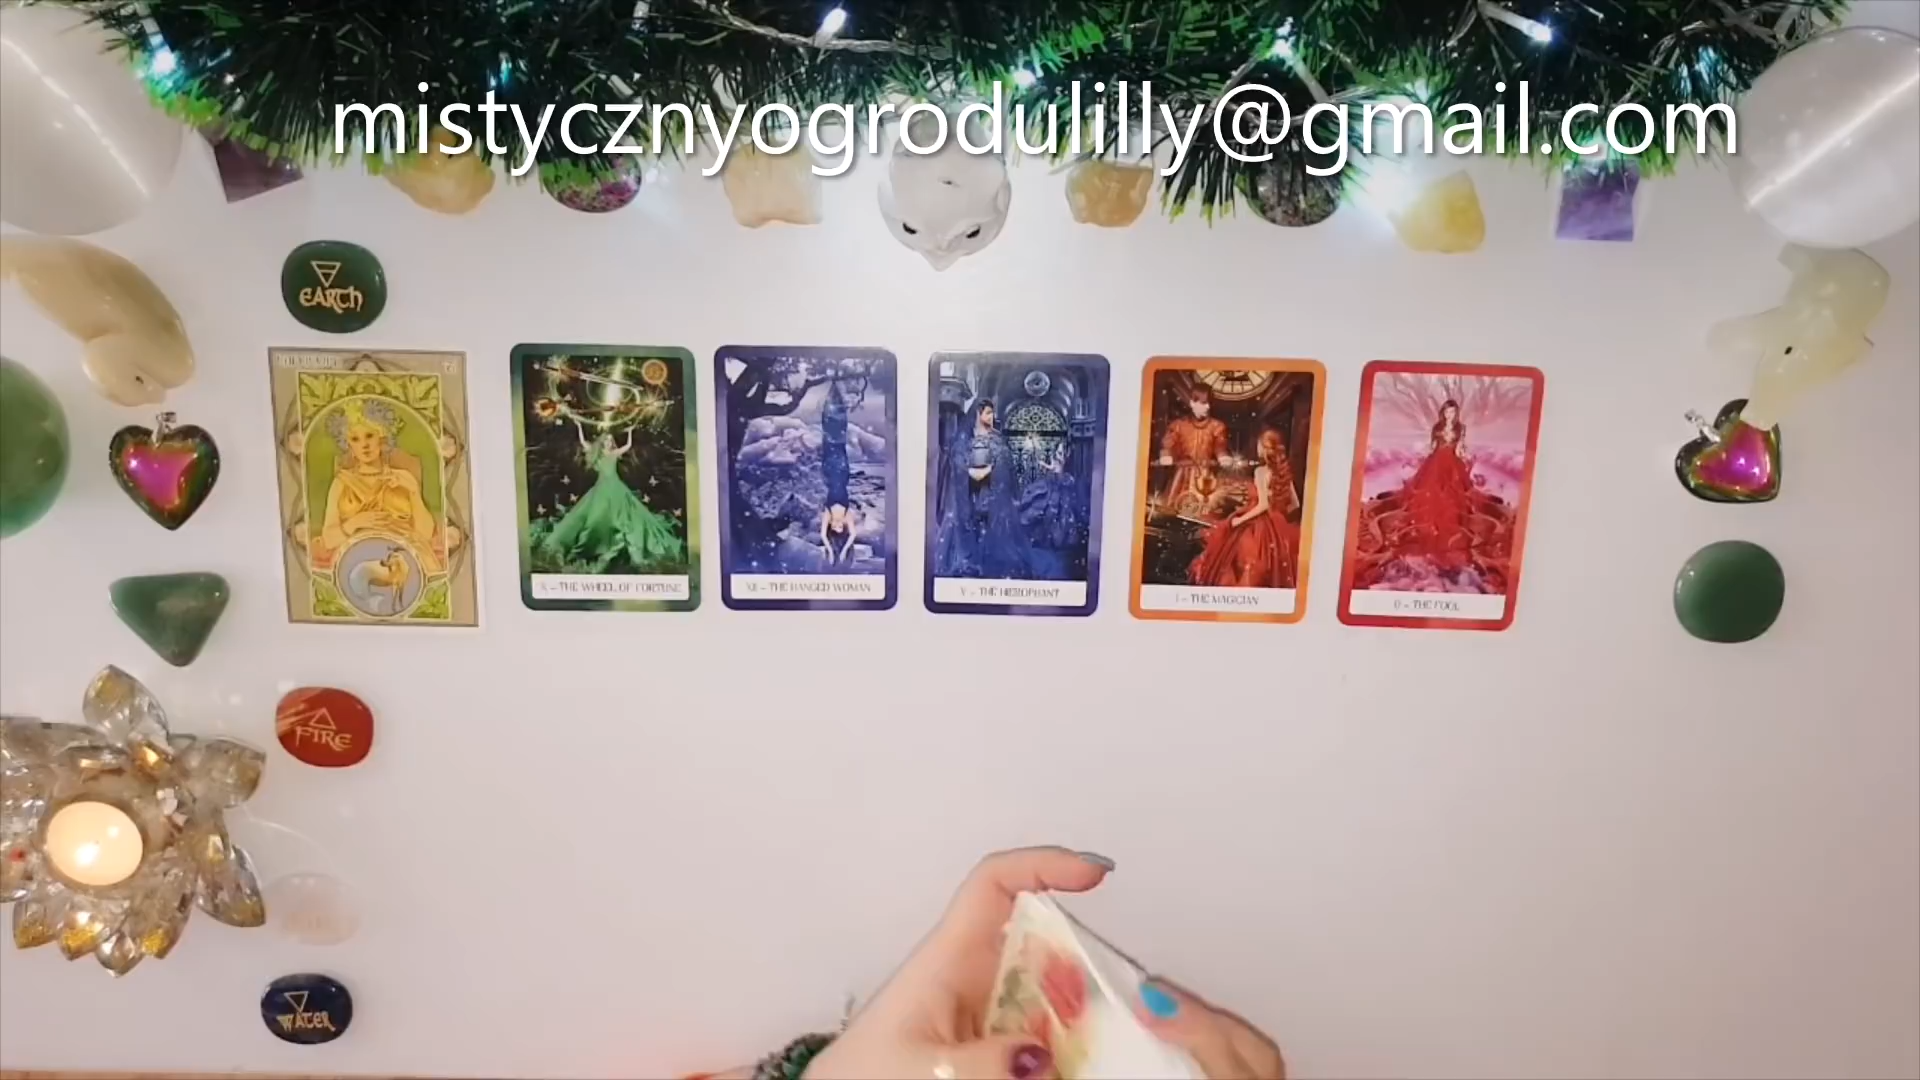 mistycznyogrodulilly@gmail.com
EARTH
X – THE WHEEL OF FORTUNE
XII – THE HANGED WOMAN
V – THE HIEROPHANT
I – THE MAGICIAN
0 – THE FOOL
FIRE
WATER